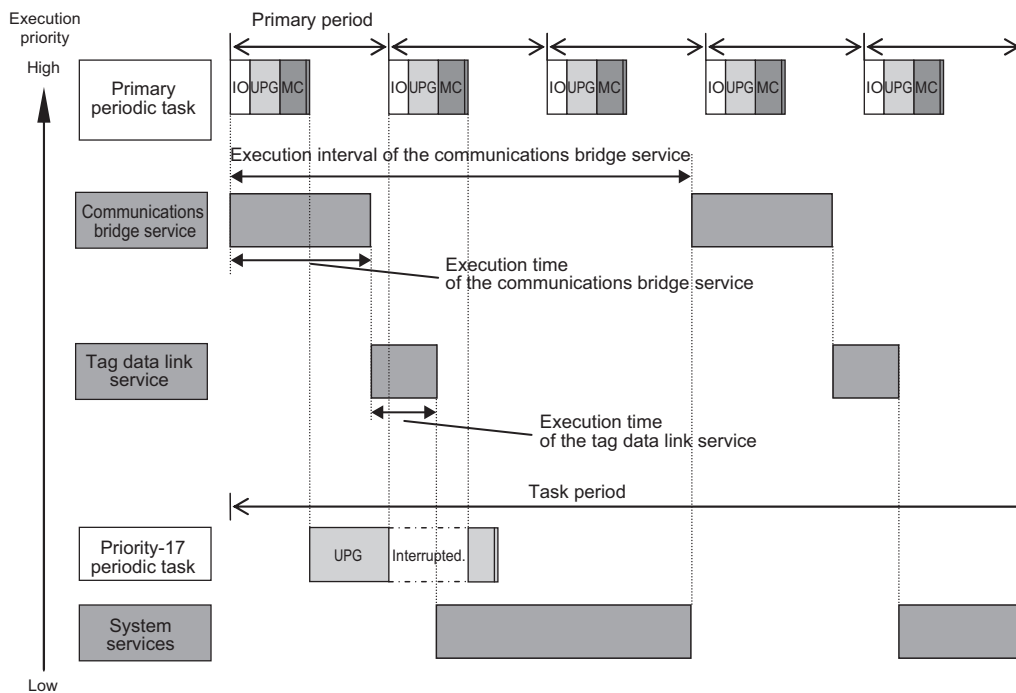 Execution
priority
High
Primary period
Primary
periodic task
IO UPG MC
IO UPG MC
IO UPG MC
IO UPG MC
IO UPG MC
Execution interval of the communications bridge service
Communications
bridge service
Execution time
of the communications bridge service
Tag data link
service
Execution time
of the tag data link service
Task period
Priority-17
periodic task
UPG
Interrupted.
System
services
Low